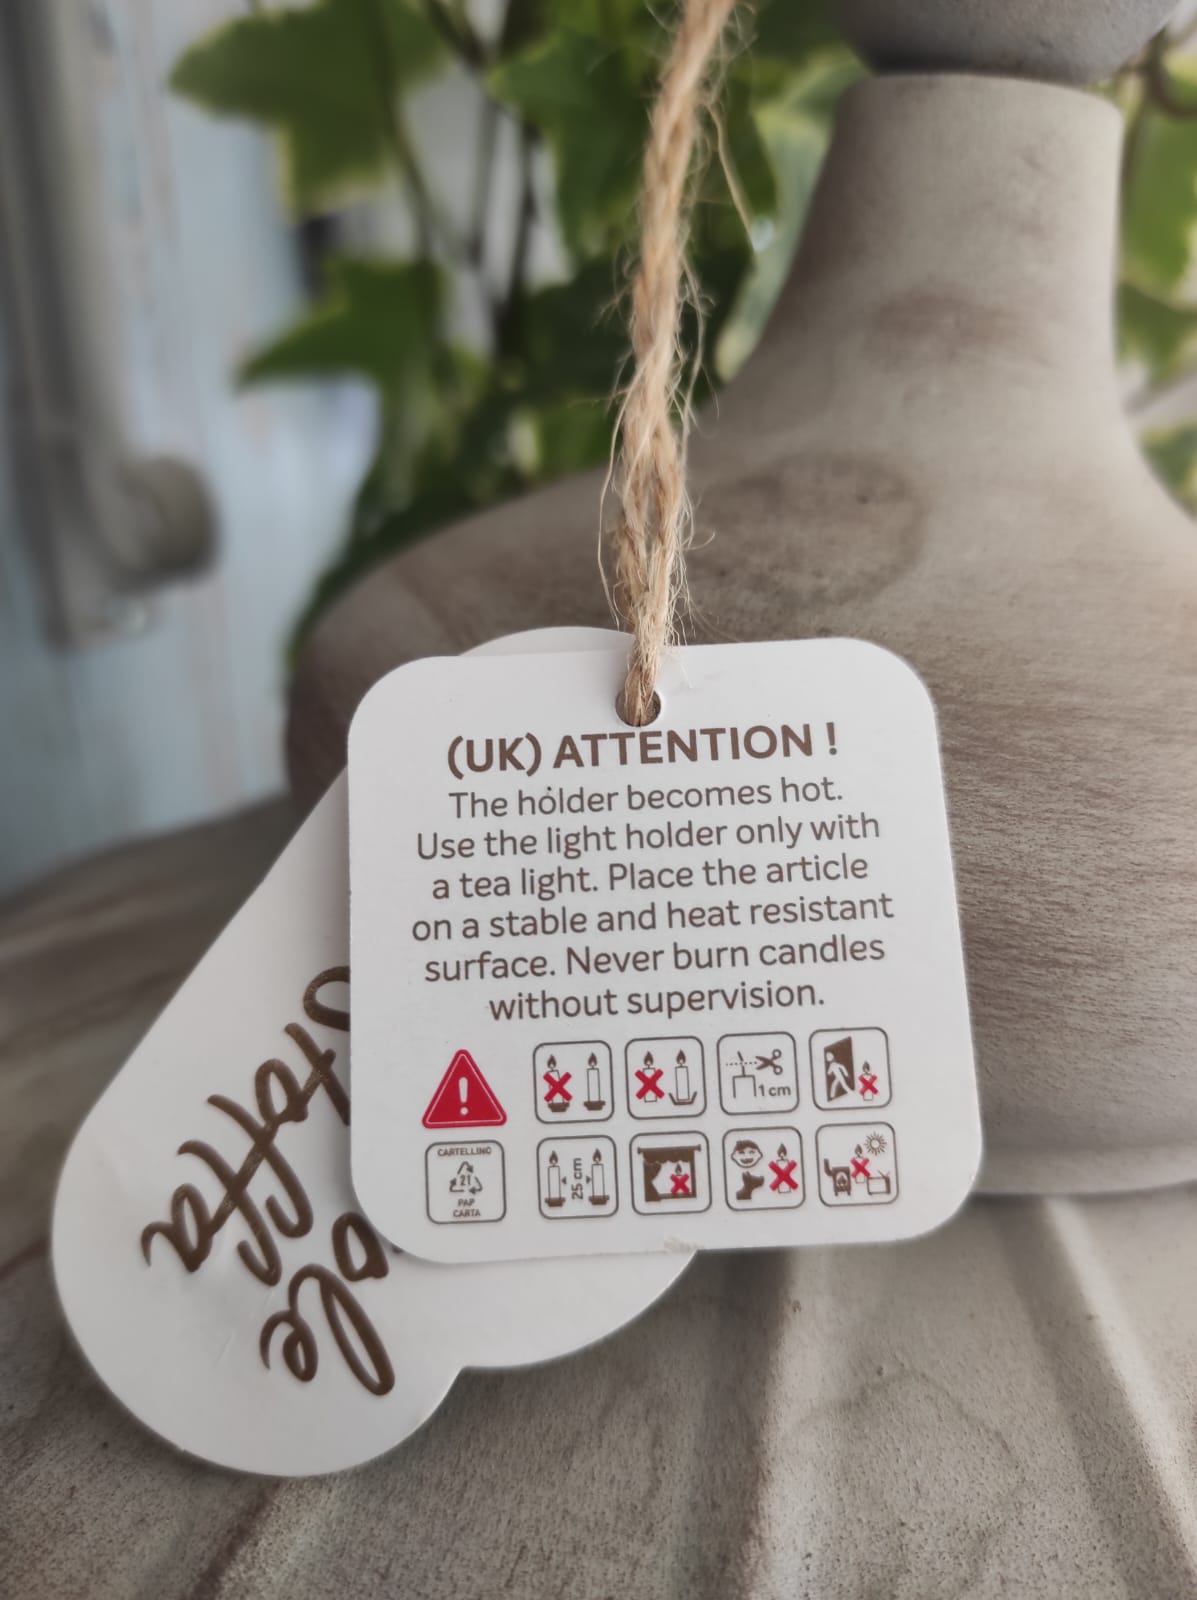 (UK) ATTENTION !
The holder becomes hot.
Use the light holder only with
a tea light. Place the article
on a stable and heat resistant
surface. Never burn candles
without supervision.
1 cm
CARTELLINO
21
PAP
CARTA
25 cm
Stoffa